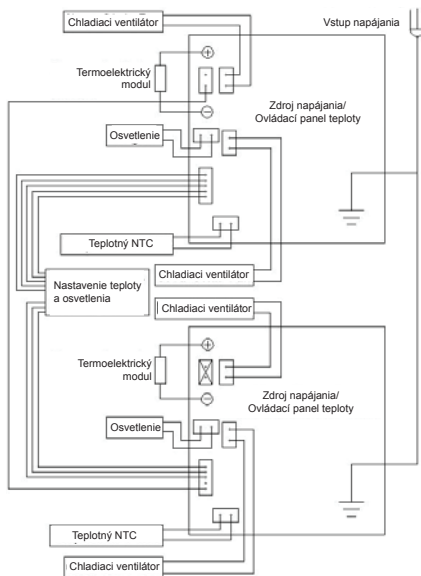 Chladiaci ventilátor
Vstup napájania
Termoelektrický
modul
Zdroj napájania/
Ovládací panel teploty
Osvetlenie
Teplotný NTC
Chladiaci ventilátor
Nastavenie teploty
a osvetlenia
Chladiaci ventilátor
Termoelektrický
modul
Zdroj napájania/
Ovládací panel teploty
Osvetlenie
Teplotný NTC
Chladiaci ventilátor